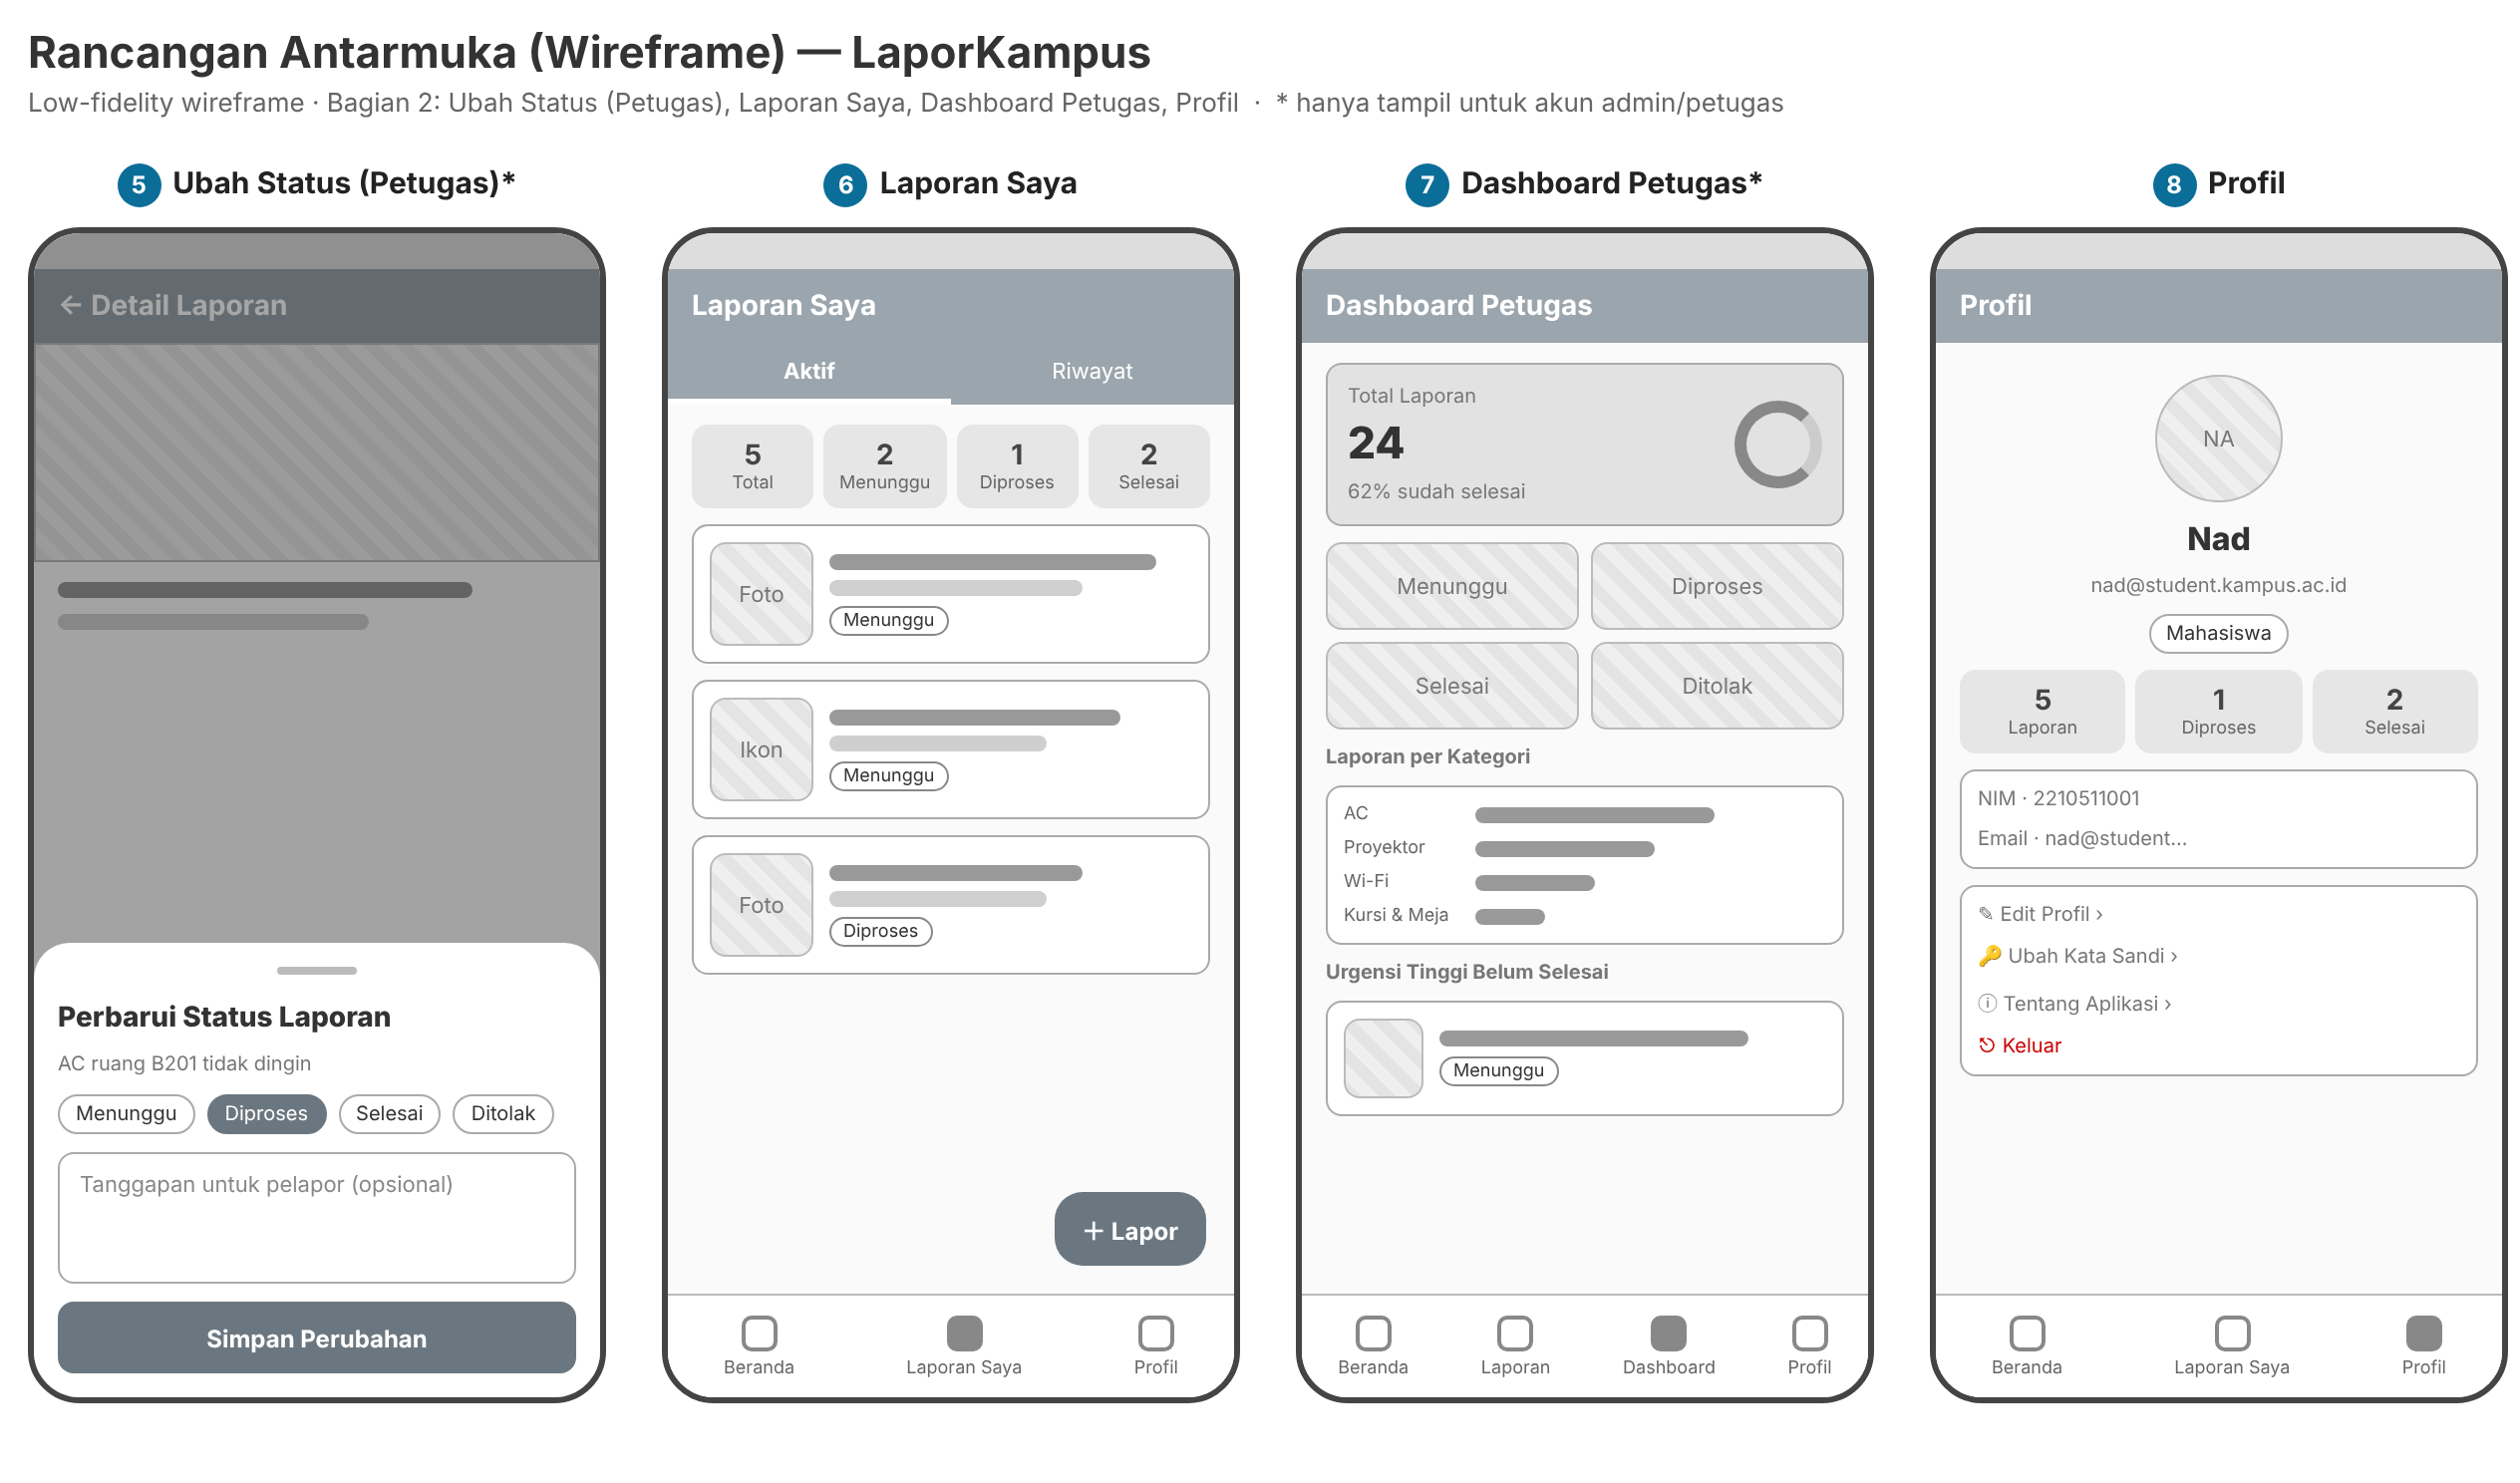 Rancangan Antarmuka (Wireframe) — LaporKampus
Low-fidelity wireframe · Bagian 2: Ubah Status (Petugas), Laporan Saya, Dashboard Petugas, Profil · * hanya tampil untuk akun admin/petugas
5 Ubah Status (Petugas)*
← Detail Laporan
Perbarui Status Laporan
AC ruang B201 tidak dingin
Menunggu Diproses Selesai Ditolak
Tanggapan untuk pelapor (opsional)
Simpan Perubahan
6 Laporan Saya
Laporan Saya
Aktif Riwayat
5 2 1 2
Total Menunggu Diproses Selesai
Foto
Menunggu
Ikon
Menunggu
Foto
Diproses
+ Lapor
Beranda Laporan Saya Profil
7 Dashboard Petugas*
Dashboard Petugas
Total Laporan
24
62% sudah selesai
Menunggu Diproses
Selesai Ditolak
Laporan per Kategori
AC
Proyektor
Wi-Fi
Kursi & Meja
Urgensi Tinggi Belum Selesai
Menunggu
Beranda Laporan Dashboard Profil
8 Profil
Profil
NA
Nad
nad@student.kampus.ac.id
Mahasiswa
5 1 2
Laporan Diproses Selesai
NIM · 2210511001
Email · nad@student...
✎ Edit Profil ›
🔑 Ubah Kata Sandi ›
ⓘ Tentang Aplikasi ›
⎋ Keluar
Beranda Laporan Saya Profil